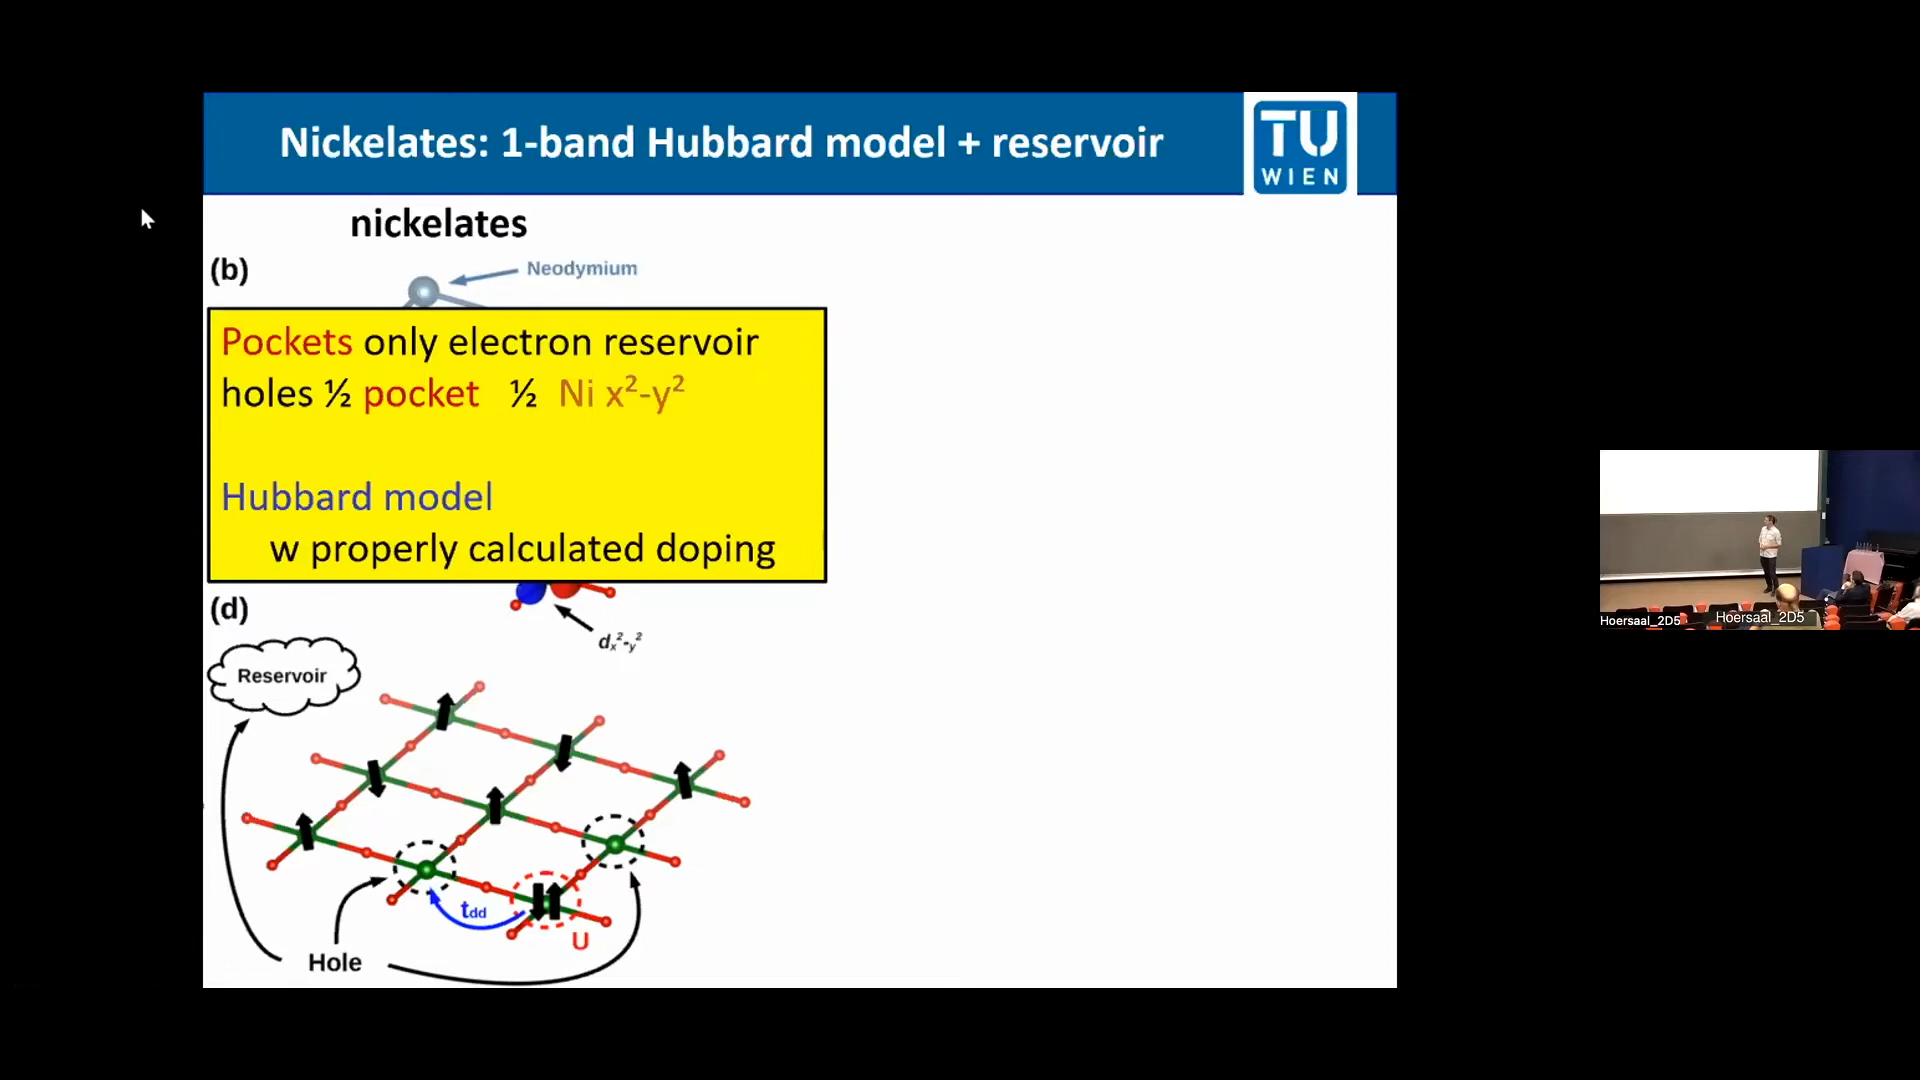 Nickelates: 1-band Hubbard model + reservoir
TU
WIEN
nickelates
(b)
Neodymium
Pockets only electron reservoir
holes ½ pocket ½ Ni x²-y²
Hubbard model
w properly calculated doping
(d)
dx²-y²
Reservoir
tdd
U
Hole
Hoersaal_2D5
Hoersaal_2D5